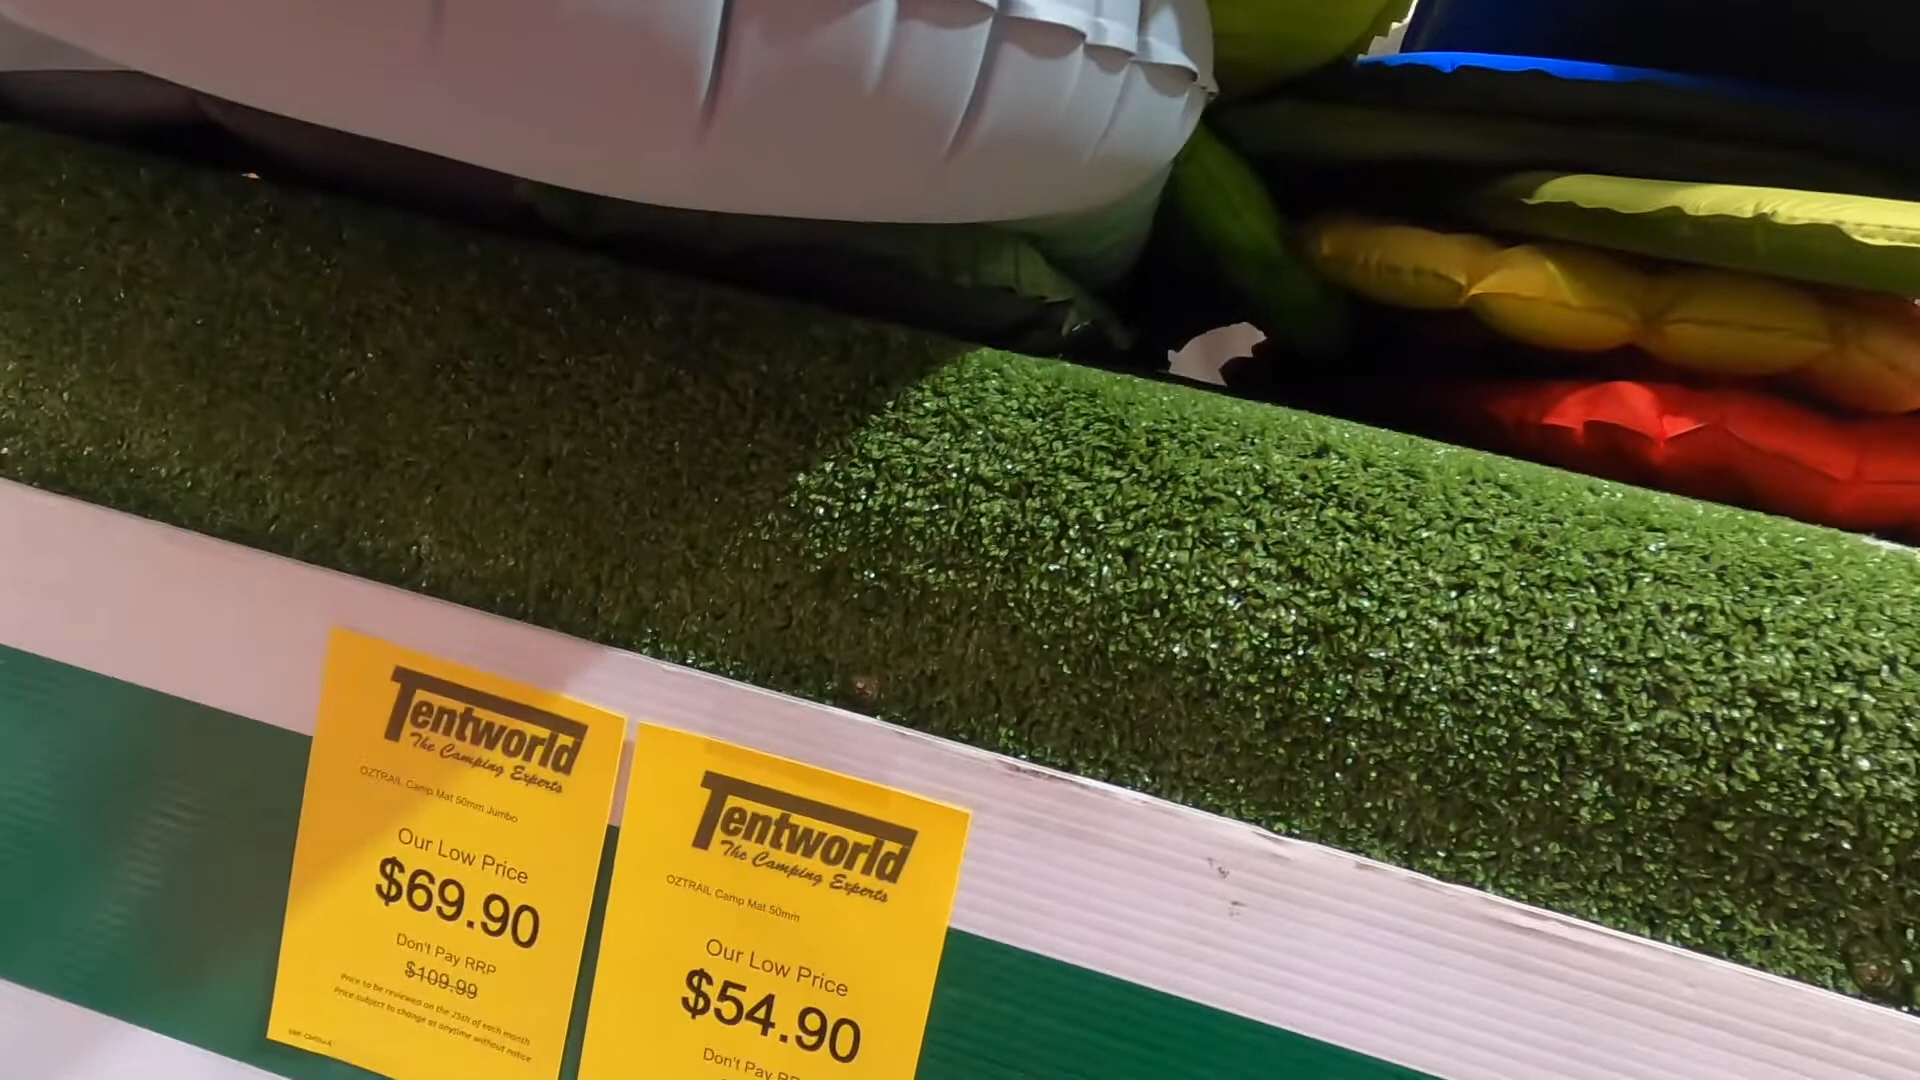 Tentworld
The Camping Experts
OZTRAIL Camp Mat 50mm Jumbo
Our Low Price
$69.90
Don't Pay RRP
$109.99
Price to be reviewed on the 25th of each month
Price subject to change at anytime without notice
Tentworld
The Camping Experts
OZTRAIL Camp Mat 50mm
Our Low Price
$54.90
Don't Pay